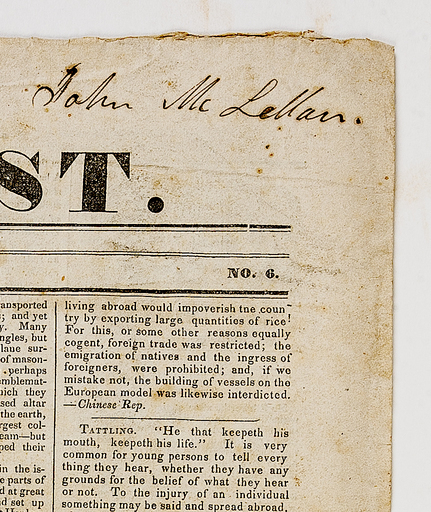 John Mc Lellan.
ST.
NO. 6.
ansported
; and yet
y. Many
ngles, but
laue sur-
of mason-
. perhaps
mblemat-
hich they
sed altar
the earth,
rgest col-
eam—but
ped their
in the is-
e parts of
d at great
nd set up
living abroad would impoverish tne coun
try by exporting large quantities of rice
For this, or some other reasons equally
cogent, foreign trade was restricted; the
emigration of natives and the ingress of
foreigners, were prohibited; and, if we
mistake not, the building of vessels on the
European model was likewise interdicted.
—Chinese Rep.
TATTLING. "He that keepeth his
mouth, keepeth his life." It is very
common for young persons to tell every
thing they hear, whether they have any
grounds for the belief of what they hear
or not. To the injury of an individual
something may be said and spread abroad,